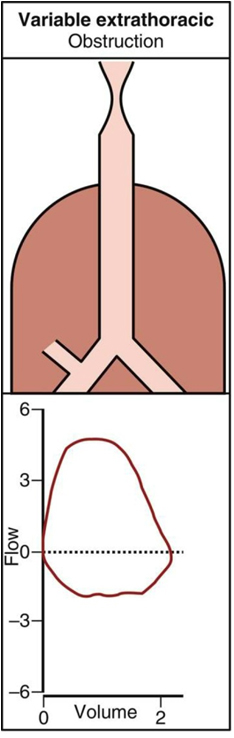 Variable extrathoracic
Obstruction
6
3
0
–3
–6
Flow
0
Volume
2